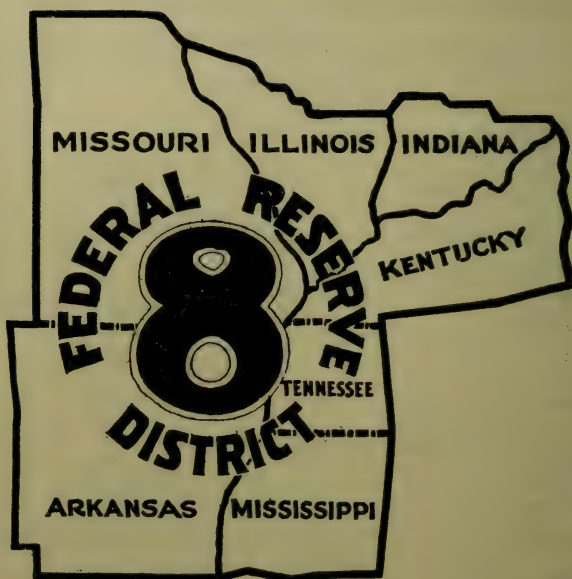 MISSOURI ILLINOIS INDIANA
KENTUCKY
FEDERAL RESERVE
8
DISTRICT
TENNESSEE
ARKANSAS MISSISSIPPI